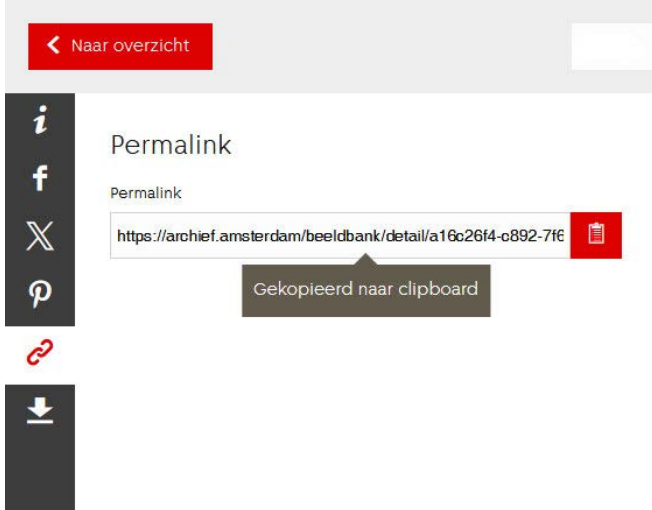 Naar overzicht
Permalink
Permalink
https://archief.amsterdam/beeldbank/detail/a16c26f4-c892-7f6
Gekopieerd naar clipboard